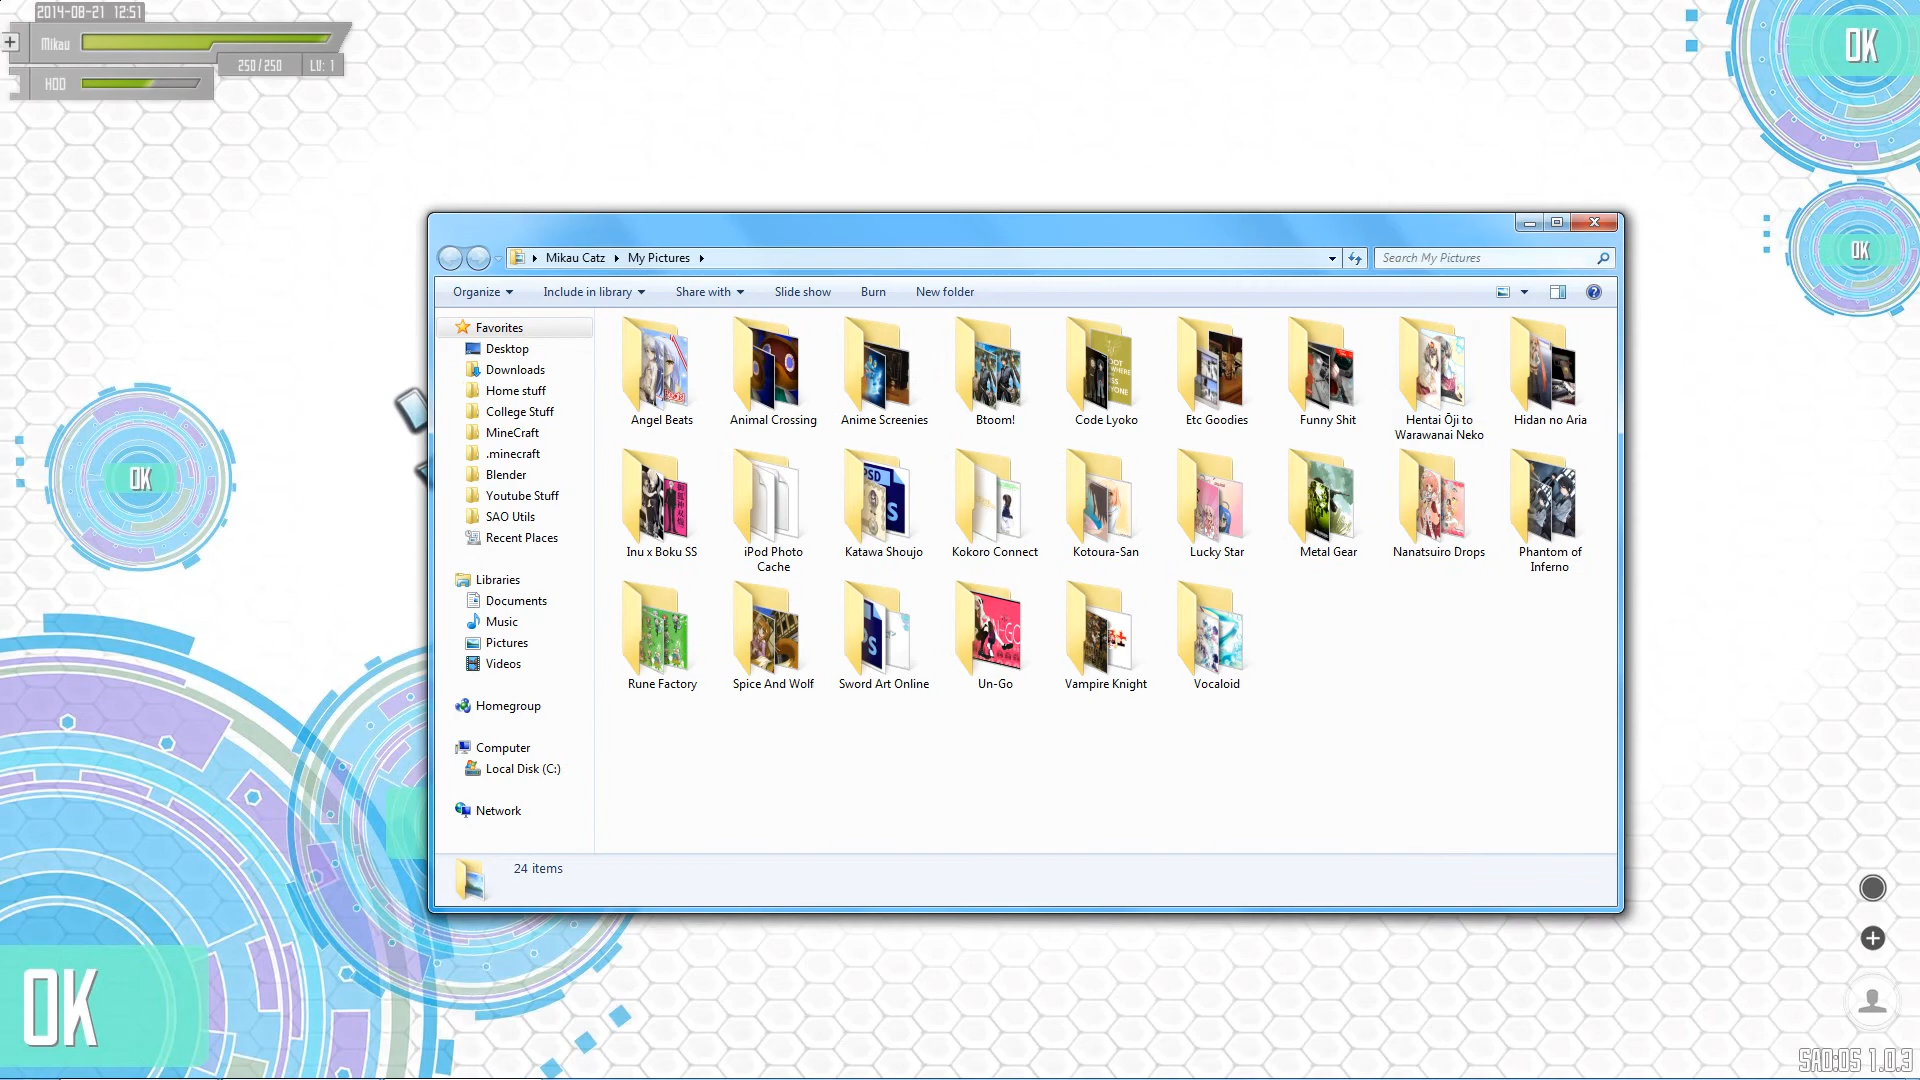 2014-08-21 12:51
Mikau
250/250 LV: 1
HDD
OK
OK
OK
OK
Mikau Catz My Pictures
Search My Pictures
Organize Include in library Share with Slide show Burn New folder
Favorites
Desktop
Downloads
Home stuff
College Stuff
MineCraft
.minecraft
Blender
Youtube Stuff
SAO Utils
Recent Places
Libraries
Documents
Music
Pictures
Videos
Homegroup
Computer
Local Disk (C:)
Network
Angel Beats
Animal Crossing
Anime Screenies
Btoom!
Code Lyoko
Etc Goodies
Funny Shit
Hentai Ōji to
Warawanai Neko
Hidan no Aria
Inu x Boku SS
iPod Photo
Cache
PSD
Katawa Shoujo
Kokoro Connect
Kotoura-San
Lucky Star
Metal Gear
Nanatsuiro Drops
Phantom of
Inferno
Rune Factory
Spice And Wolf
Sword Art Online
Un-Go
Vampire Knight
Vocaloid
24 items
SAO:OS 1.0.3